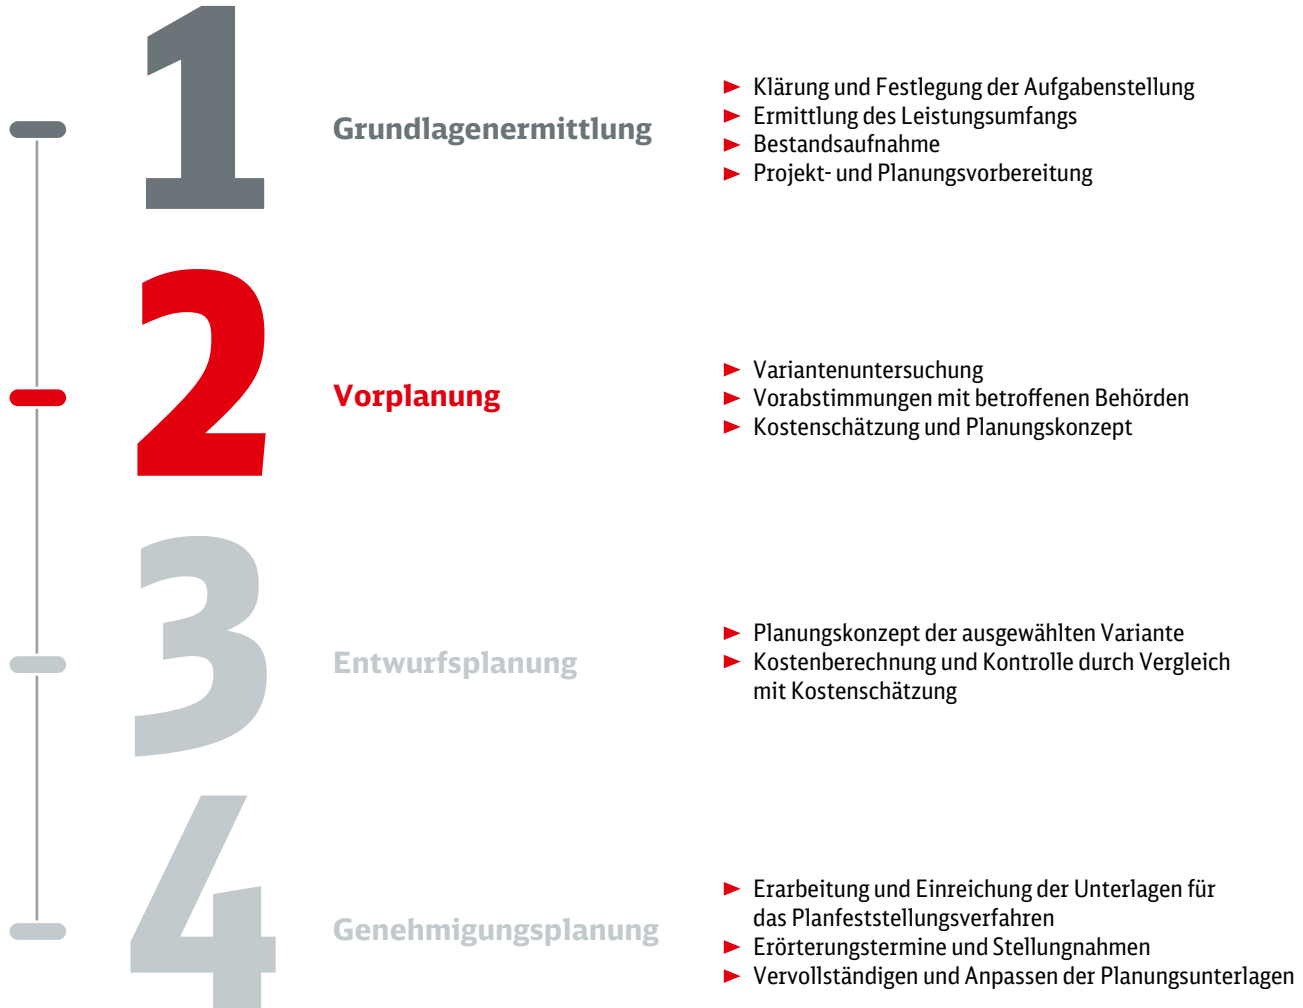 1
Grundlagenermittlung
► Klärung und Festlegung der Aufgabenstellung
► Ermittlung des Leistungsumfangs
► Bestandsaufnahme
► Projekt- und Planungsvorbereitung
2
Vorplanung
► Variantenuntersuchung
► Vorabstimmungen mit betroffenen Behörden
► Kostenschätzung und Planungskonzept
3
Entwurfsplanung
► Planungskonzept der ausgewählten Variante
► Kostenberechnung und Kontrolle durch Vergleich
mit Kostenschätzung
4
Genehmigungsplanung
► Erarbeitung und Einreichung der Unterlagen für
das Planfeststellungsverfahren
► Erörterungstermine und Stellungnahmen
► Vervollständigen und Anpassen der Planungsunterlagen